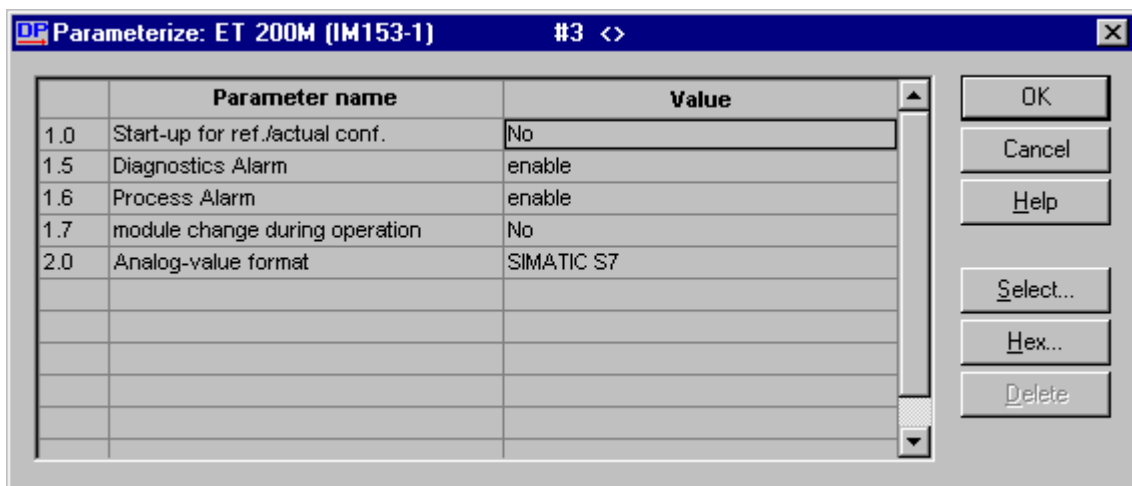 DP Parameterize: ET 200M (IM153-1) #3 <>
Parameter name Value
1.0 Start-up for ref./actual conf. No
1.5 Diagnostics Alarm enable
1.6 Process Alarm enable
1.7 module change during operation No
2.0 Analog-value format SIMATIC S7
OK
Cancel
Help
Select...
Hex...
Delete